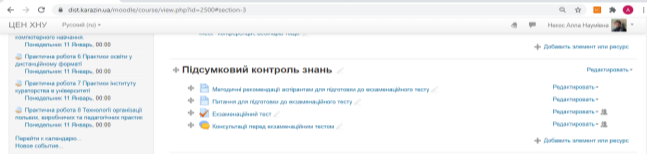 dist.karazin.ua/moodle/course/view.php?id=2500#section-3
ЦЕН ХНУ Русский (ru) Нагос Алла Наумівна
компютерного навчання.
Понедельник 11 Январь, 00:00
Практична робота 6 Практики освіти у
дистанційному форматі
Понедельник 11 Январь, 00:00
Практична робота 7 Практики інституту
кураторства в університеті
Понедельник 11 Январь, 00:00
Практична робота 8 Технології організації
польових, виробничих та педагогічних практик
Понедельник 11 Январь, 00:00
Перейти к календарю...
Новое событие...
Добавить элемент или ресурс
Підсумковий контроль знань Редактировать
Методичні рекомендації аспірантам для підготовки до екзаменаційного тесту Редактировать
Питання для підготовки до екзаменаційного тесту Редактировать
Екзаменаційний тест Редактировать
Консультації перед екзаменаційним тестом Редактировать
Добавить элемент или ресурс